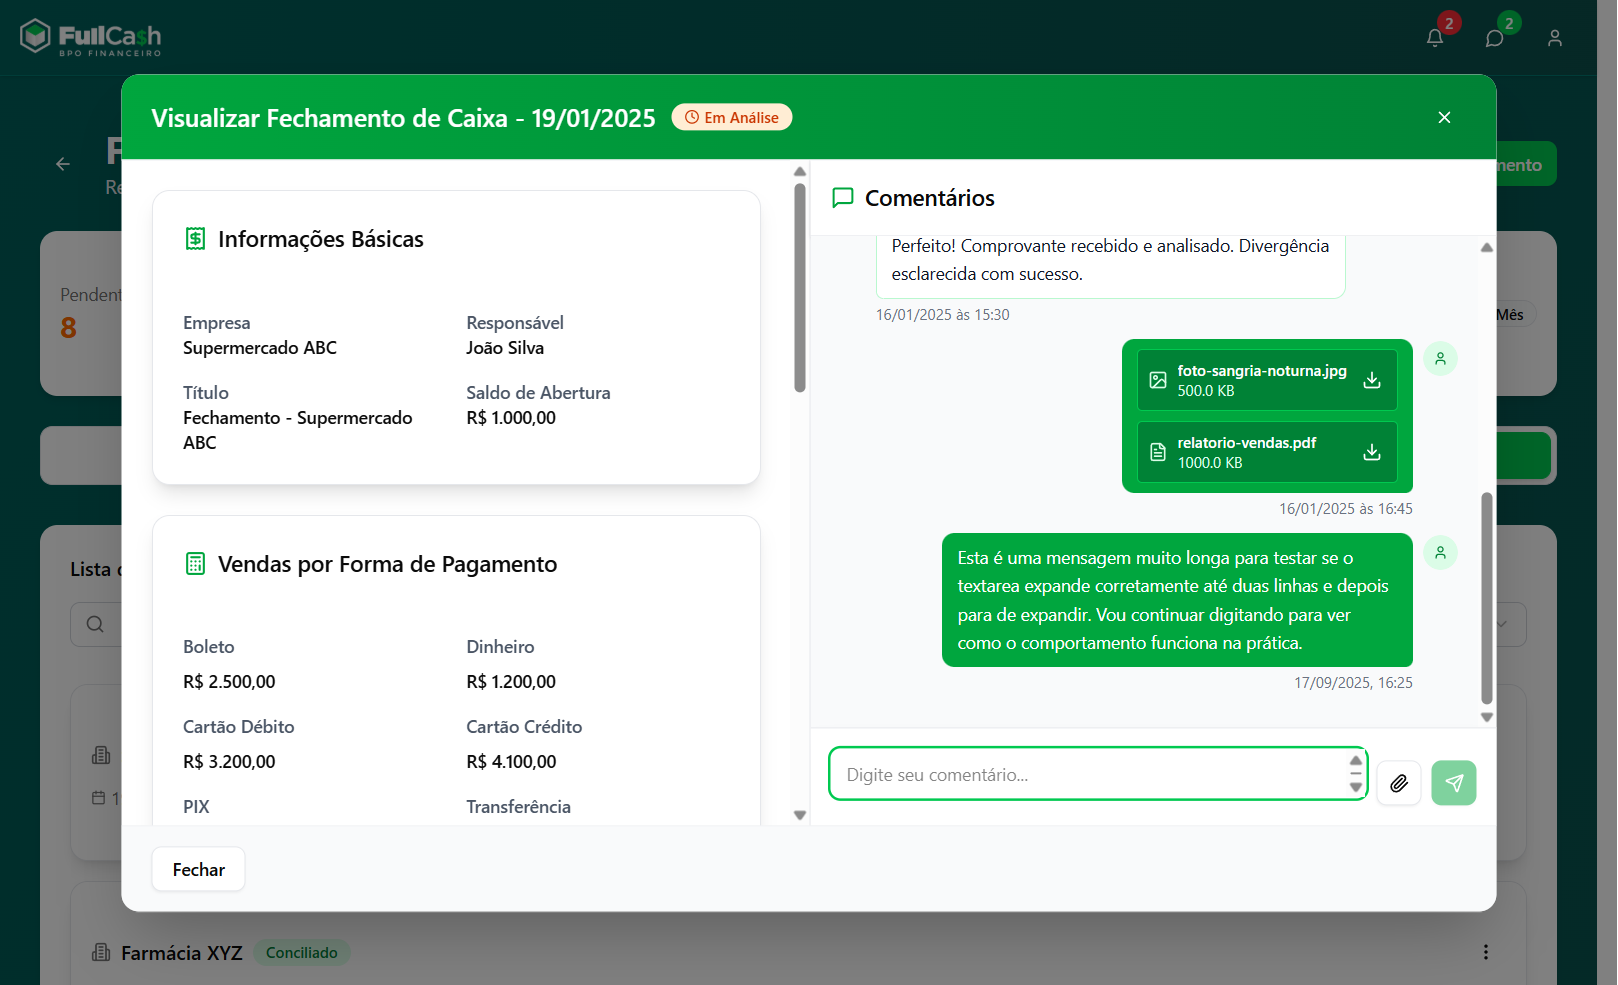 FullCa$h
BPO FINANCEIRO
2
2
Visualizar Fechamento de Caixa - 19/01/2025
Em Análise
F
Re
mento
Pendent
8
Mês
Informações Básicas
Empresa
Supermercado ABC
Responsável
João Silva
Título
Fechamento - Supermercado
ABC
Saldo de Abertura
R$ 1.000,00
Vendas por Forma de Pagamento
Boleto
R$ 2.500,00
Dinheiro
R$ 1.200,00
Cartão Débito
R$ 3.200,00
Cartão Crédito
R$ 4.100,00
PIX
Transferência
Comentários
Perfeito! Comprovante recebido e analisado. Divergência
esclarecida com sucesso.
16/01/2025 às 15:30
foto-sangria-noturna.jpg
500.0 KB
relatorio-vendas.pdf
1000.0 KB
16/01/2025 às 16:45
Esta é uma mensagem muito longa para testar se o
textarea expande corretamente até duas linhas e depois
para de expandir. Vou continuar digitando para ver
como o comportamento funciona na prática.
17/09/2025, 16:25
Digite seu comentário...
Fechar
Lista
1
Farmácia XYZ
Conciliado